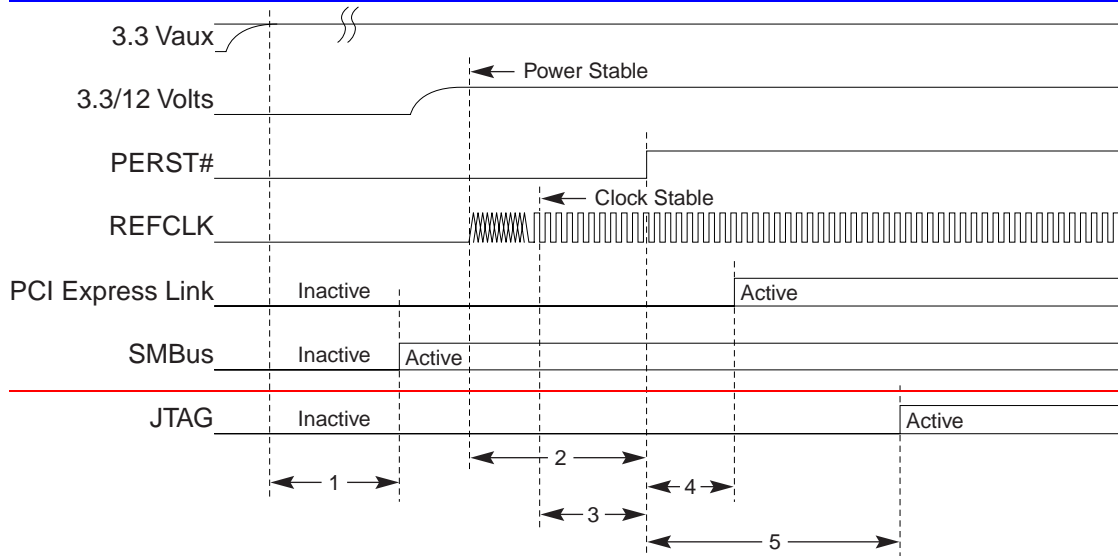 3.3 Vaux
Power Stable
3.3/12 Volts
PERST#
Clock Stable
REFCLK
PCI Express Link
Inactive
Active
SMBus
Inactive
Active
JTAG
Inactive
Active
2
1
4
3
5